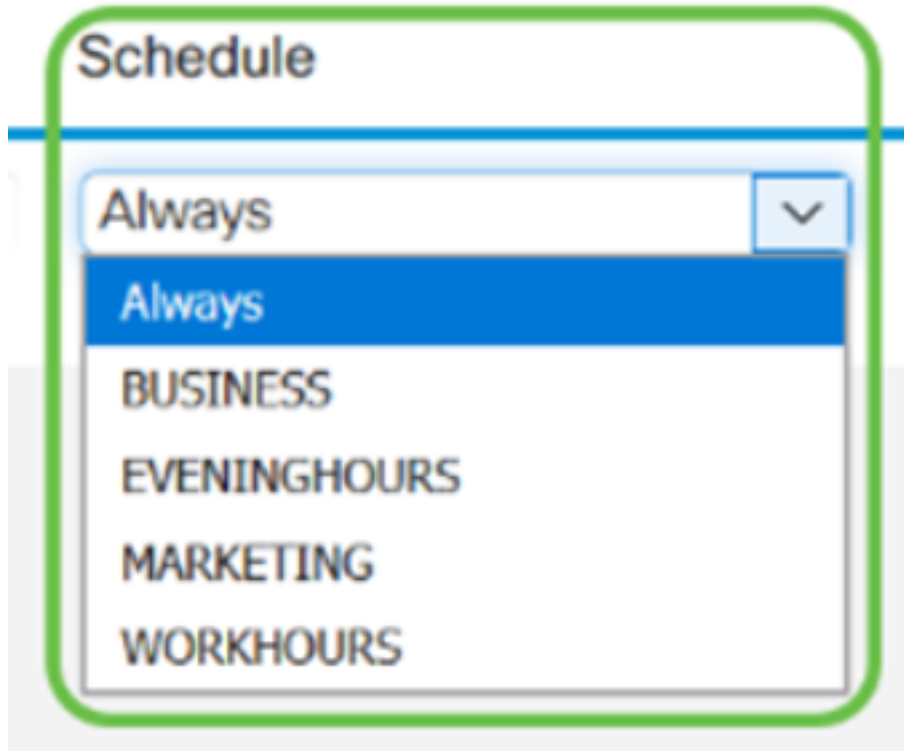 Schedule
Always
Always
BUSINESS
EVENINGHOURS
MARKETING
WORKHOURS